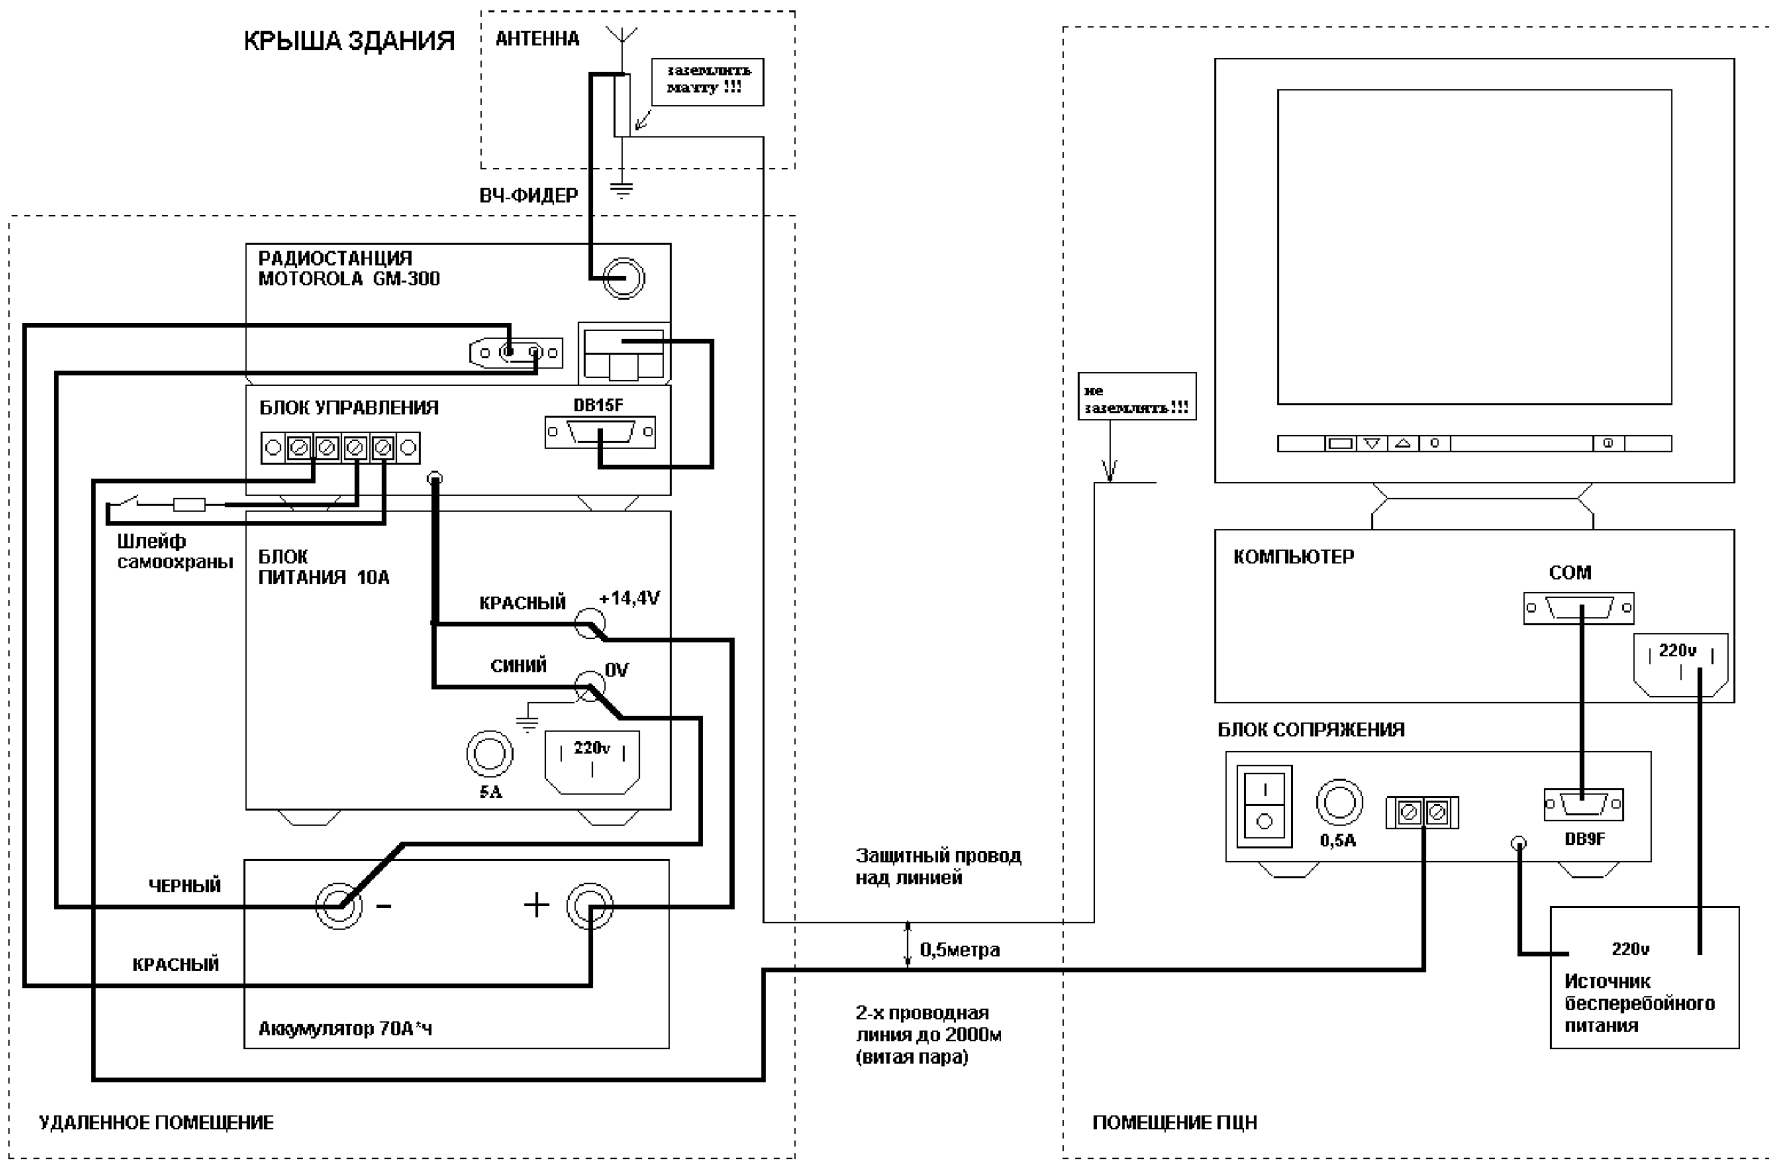 КРЫША ЗДАНИЯ
АНТЕННА
заземлить
мачту !!!
ВЧ-ФИДЕР
РАДИОСТАНЦИЯ
MOTOROLA GM-300
БЛОК УПРАВЛЕНИЯ
DB15F
Шлейф
самоохраны
БЛОК
ПИТАНИЯ 10А
КРАСНЫЙ
+14,4V
СИНИЙ
0V
220v
5А
ЧЕРНЫЙ
-
+
КРАСНЫЙ
Аккумулятор 70А*ч
УДАЛЕННОЕ ПОМЕЩЕНИЕ
Защитный провод
над линией
0,5метра
2-х проводная
линия до 2000м
(витая пара)
не
заземлять!!!
КОМПЬЮТЕР
COM
220v
БЛОК СОПРЯЖЕНИЯ
0,5А
DB9F
220v
Источник
бесперебойного
питания
ПОМЕЩЕНИЕ ПЦН